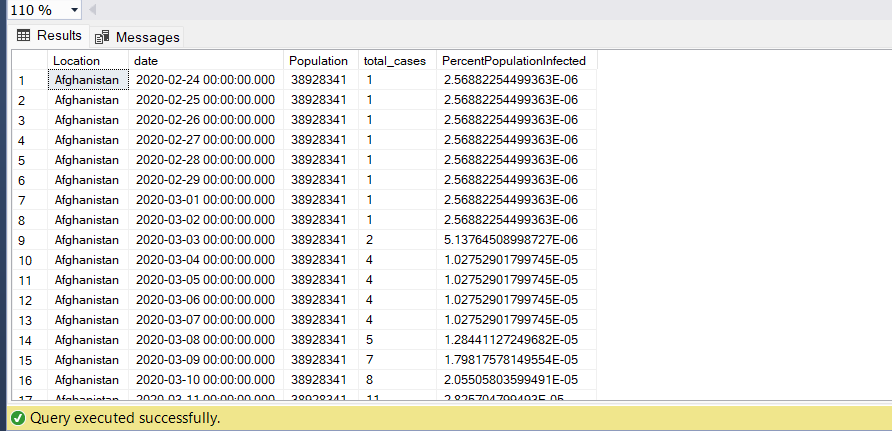 110 %
Results Messages
Location date Population total_cases PercentPopulationInfected
1 Afghanistan 2020-02-24 00:00:00.000 38928341 1 2.56882254499363E-06
2 Afghanistan 2020-02-25 00:00:00.000 38928341 1 2.56882254499363E-06
3 Afghanistan 2020-02-26 00:00:00.000 38928341 1 2.56882254499363E-06
4 Afghanistan 2020-02-27 00:00:00.000 38928341 1 2.56882254499363E-06
5 Afghanistan 2020-02-28 00:00:00.000 38928341 1 2.56882254499363E-06
6 Afghanistan 2020-02-29 00:00:00.000 38928341 1 2.56882254499363E-06
7 Afghanistan 2020-03-01 00:00:00.000 38928341 1 2.56882254499363E-06
8 Afghanistan 2020-03-02 00:00:00.000 38928341 1 2.56882254499363E-06
9 Afghanistan 2020-03-03 00:00:00.000 38928341 2 5.13764508998727E-06
10 Afghanistan 2020-03-04 00:00:00.000 38928341 4 1.02752901799745E-05
11 Afghanistan 2020-03-05 00:00:00.000 38928341 4 1.02752901799745E-05
12 Afghanistan 2020-03-06 00:00:00.000 38928341 4 1.02752901799745E-05
13 Afghanistan 2020-03-07 00:00:00.000 38928341 4 1.02752901799745E-05
14 Afghanistan 2020-03-08 00:00:00.000 38928341 5 1.28441127249682E-05
15 Afghanistan 2020-03-09 00:00:00.000 38928341 7 1.79817578149554E-05
16 Afghanistan 2020-03-10 00:00:00.000 38928341 8 2.05505803599491E-05
17 Afghanistan 2020-03-11 00:00:00.000 38928341 11 2.825704799493E-05
Query executed successfully.